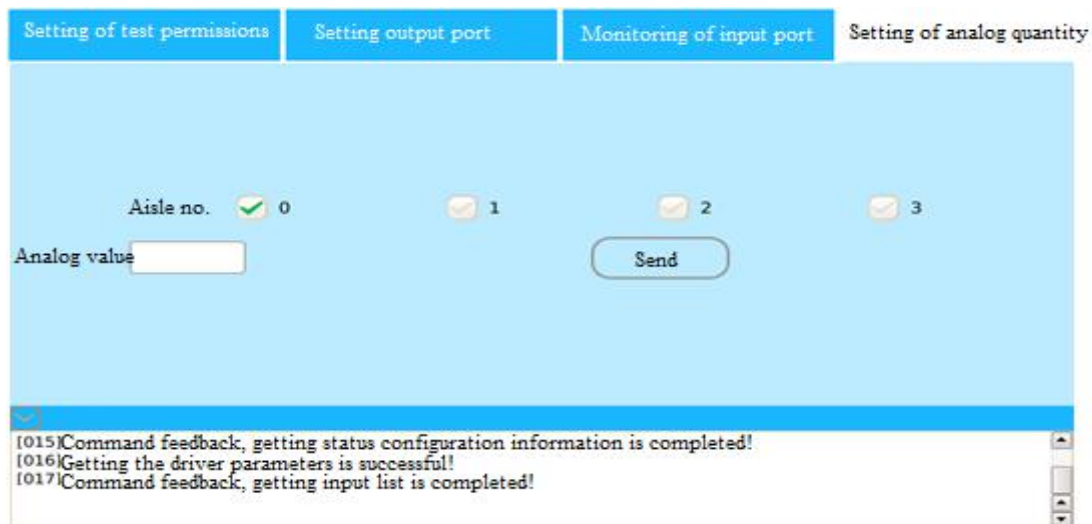 Setting of test permissions Setting output port Monitoring of input port Setting of analog quantity
Aisle no. 0 1 2 3
Analog value Send
[015]Command feedback, getting status configuration information is completed!
[016]Getting the driver parameters is successful!
[017]Command feedback, getting input list is completed!